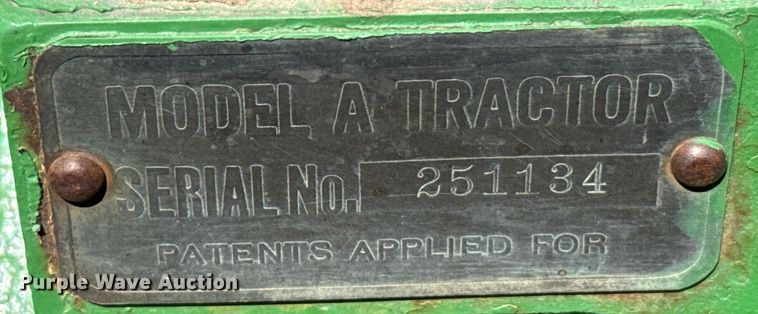 MODEL A TRACTOR
SERIAL No. 251134
PATENTS APPLIED FOR
Purple Wave Auction